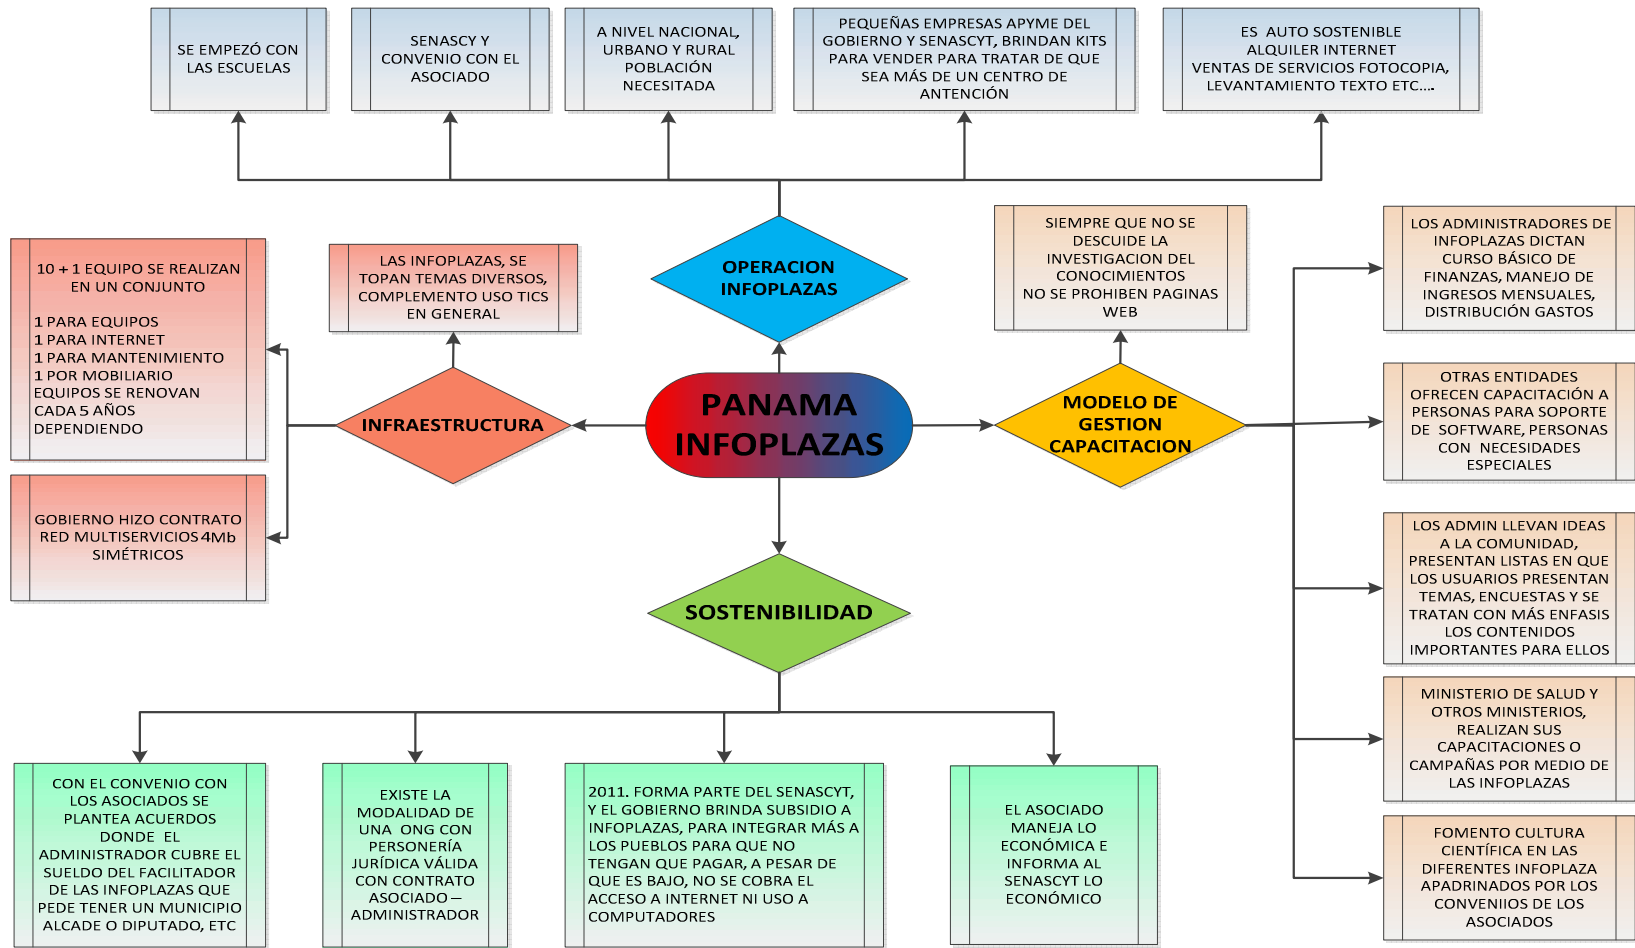 SE EMPEZÓ CON
LAS ESCUELAS
SENASCY Y
CONVENIO CON EL
ASOCIADO
A NIVEL NACIONAL,
URBANO Y RURAL
POBLACIÓN
NECESITADA
PEQUEÑAS EMPRESAS APYME DEL
GOBIERNO Y SENASCYT, BRINDAN KITS
PARA VENDER PARA TRATAR DE QUE
SEA MÁS DE UN CENTRO DE
ANTENCIÓN
ES AUTO SOSTENIBLE
ALQUILER INTERNET
VENTAS DE SERVICIOS FOTOCOPIA,
LEVANTAMIENTO TEXTO ETC….
OPERACION
INFOPLAZAS
10 + 1 EQUIPO SE REALIZAN
EN UN CONJUNTO
1 PARA EQUIPOS
1 PARA INTERNET
1 PARA MANTENIMIENTO
1 POR MOBILIARIO
EQUIPOS SE RENOVAN
CADA 5 AÑOS
DEPENDIENDO
LAS INFOPLAZAS, SE
TOPAN TEMAS DIVERSOS,
COMPLEMENTO USO TICS
EN GENERAL
INFRAESTRUCTURA
GOBIERNO HIZO CONTRATO
RED MULTISERVICIOS 4Mb
SIMÉTRICOS
PANAMA
INFOPLAZAS
SIEMPRE QUE NO SE
DESCUIDE LA
INVESTIGACION DEL
CONOCIMIENTOS
NO SE PROHIBEN PAGINAS
WEB
MODELO DE
GESTION
CAPACITACION
LOS ADMINISTRADORES DE
INFOPLAZAS DICTAN
CURSO BÁSICO DE
FINANZAS, MANEJO DE
INGRESOS MENSUALES,
DISTRIBUCIÓN GASTOS
OTRAS ENTIDADES
OFRECEN CAPACITACIÓN A
PERSONAS PARA SOPORTE
DE SOFTWARE, PERSONAS
CON NECESIDADES
ESPECIALES
LOS ADMIN LLEVAN IDEAS
A LA COMUNIDAD,
PRESENTAN LISTAS EN QUE
LOS USUARIOS PRESENTAN
TEMAS, ENCUESTAS Y SE
TRATAN CON MÁS ENFASIS
LOS CONTENIDOS
IMPORTANTES PARA ELLOS
MINISTERIO DE SALUD Y
OTROS MINISTERIOS,
REALIZAN SUS
CAPACITACIONES O
CAMPAÑAS POR MEDIO DE
LAS INFOPLAZAS
FOMENTO CULTURA
CIENTÍFICA EN LAS
DIFERENTES INFOPLAZA
APADRINADOS POR LOS
CONVENIIOS DE LOS
ASOCIADOS
SOSTENIBILIDAD
CON EL CONVENIO CON
LOS ASOCIADOS SE
PLANTEA ACUERDOS
DONDE EL
ADMINISTRADOR CUBRE EL
SUELDO DEL FACILITADOR
DE LAS INFOPLAZAS QUE
PEDE TENER UN MUNICIPIO
ALCADE O DIPUTADO, ETC
EXISTE LA
MODALIDAD DE
UNA ONG CON
PERSONERÍA
JURÍDICA VÁLIDA
CON CONTRATO
ASOCIADO –
ADMINISTRADOR
2011. FORMA PARTE DEL SENASCYT,
Y EL GOBIERNO BRINDA SUBSIDIO A
INFOPLAZAS, PARA INTEGRAR MÁS A
LOS PUEBLOS PARA QUE NO
TENGAN QUE PAGAR, A PESAR DE
QUE ES BAJO, NO SE COBRA EL
ACCESO A INTERNET NI USO A
COMPUTADORES
EL ASOCIADO
MANEJA LO
ECONÓMICA E
INFORMA AL
SENASCYT LO
ECONÓMICO